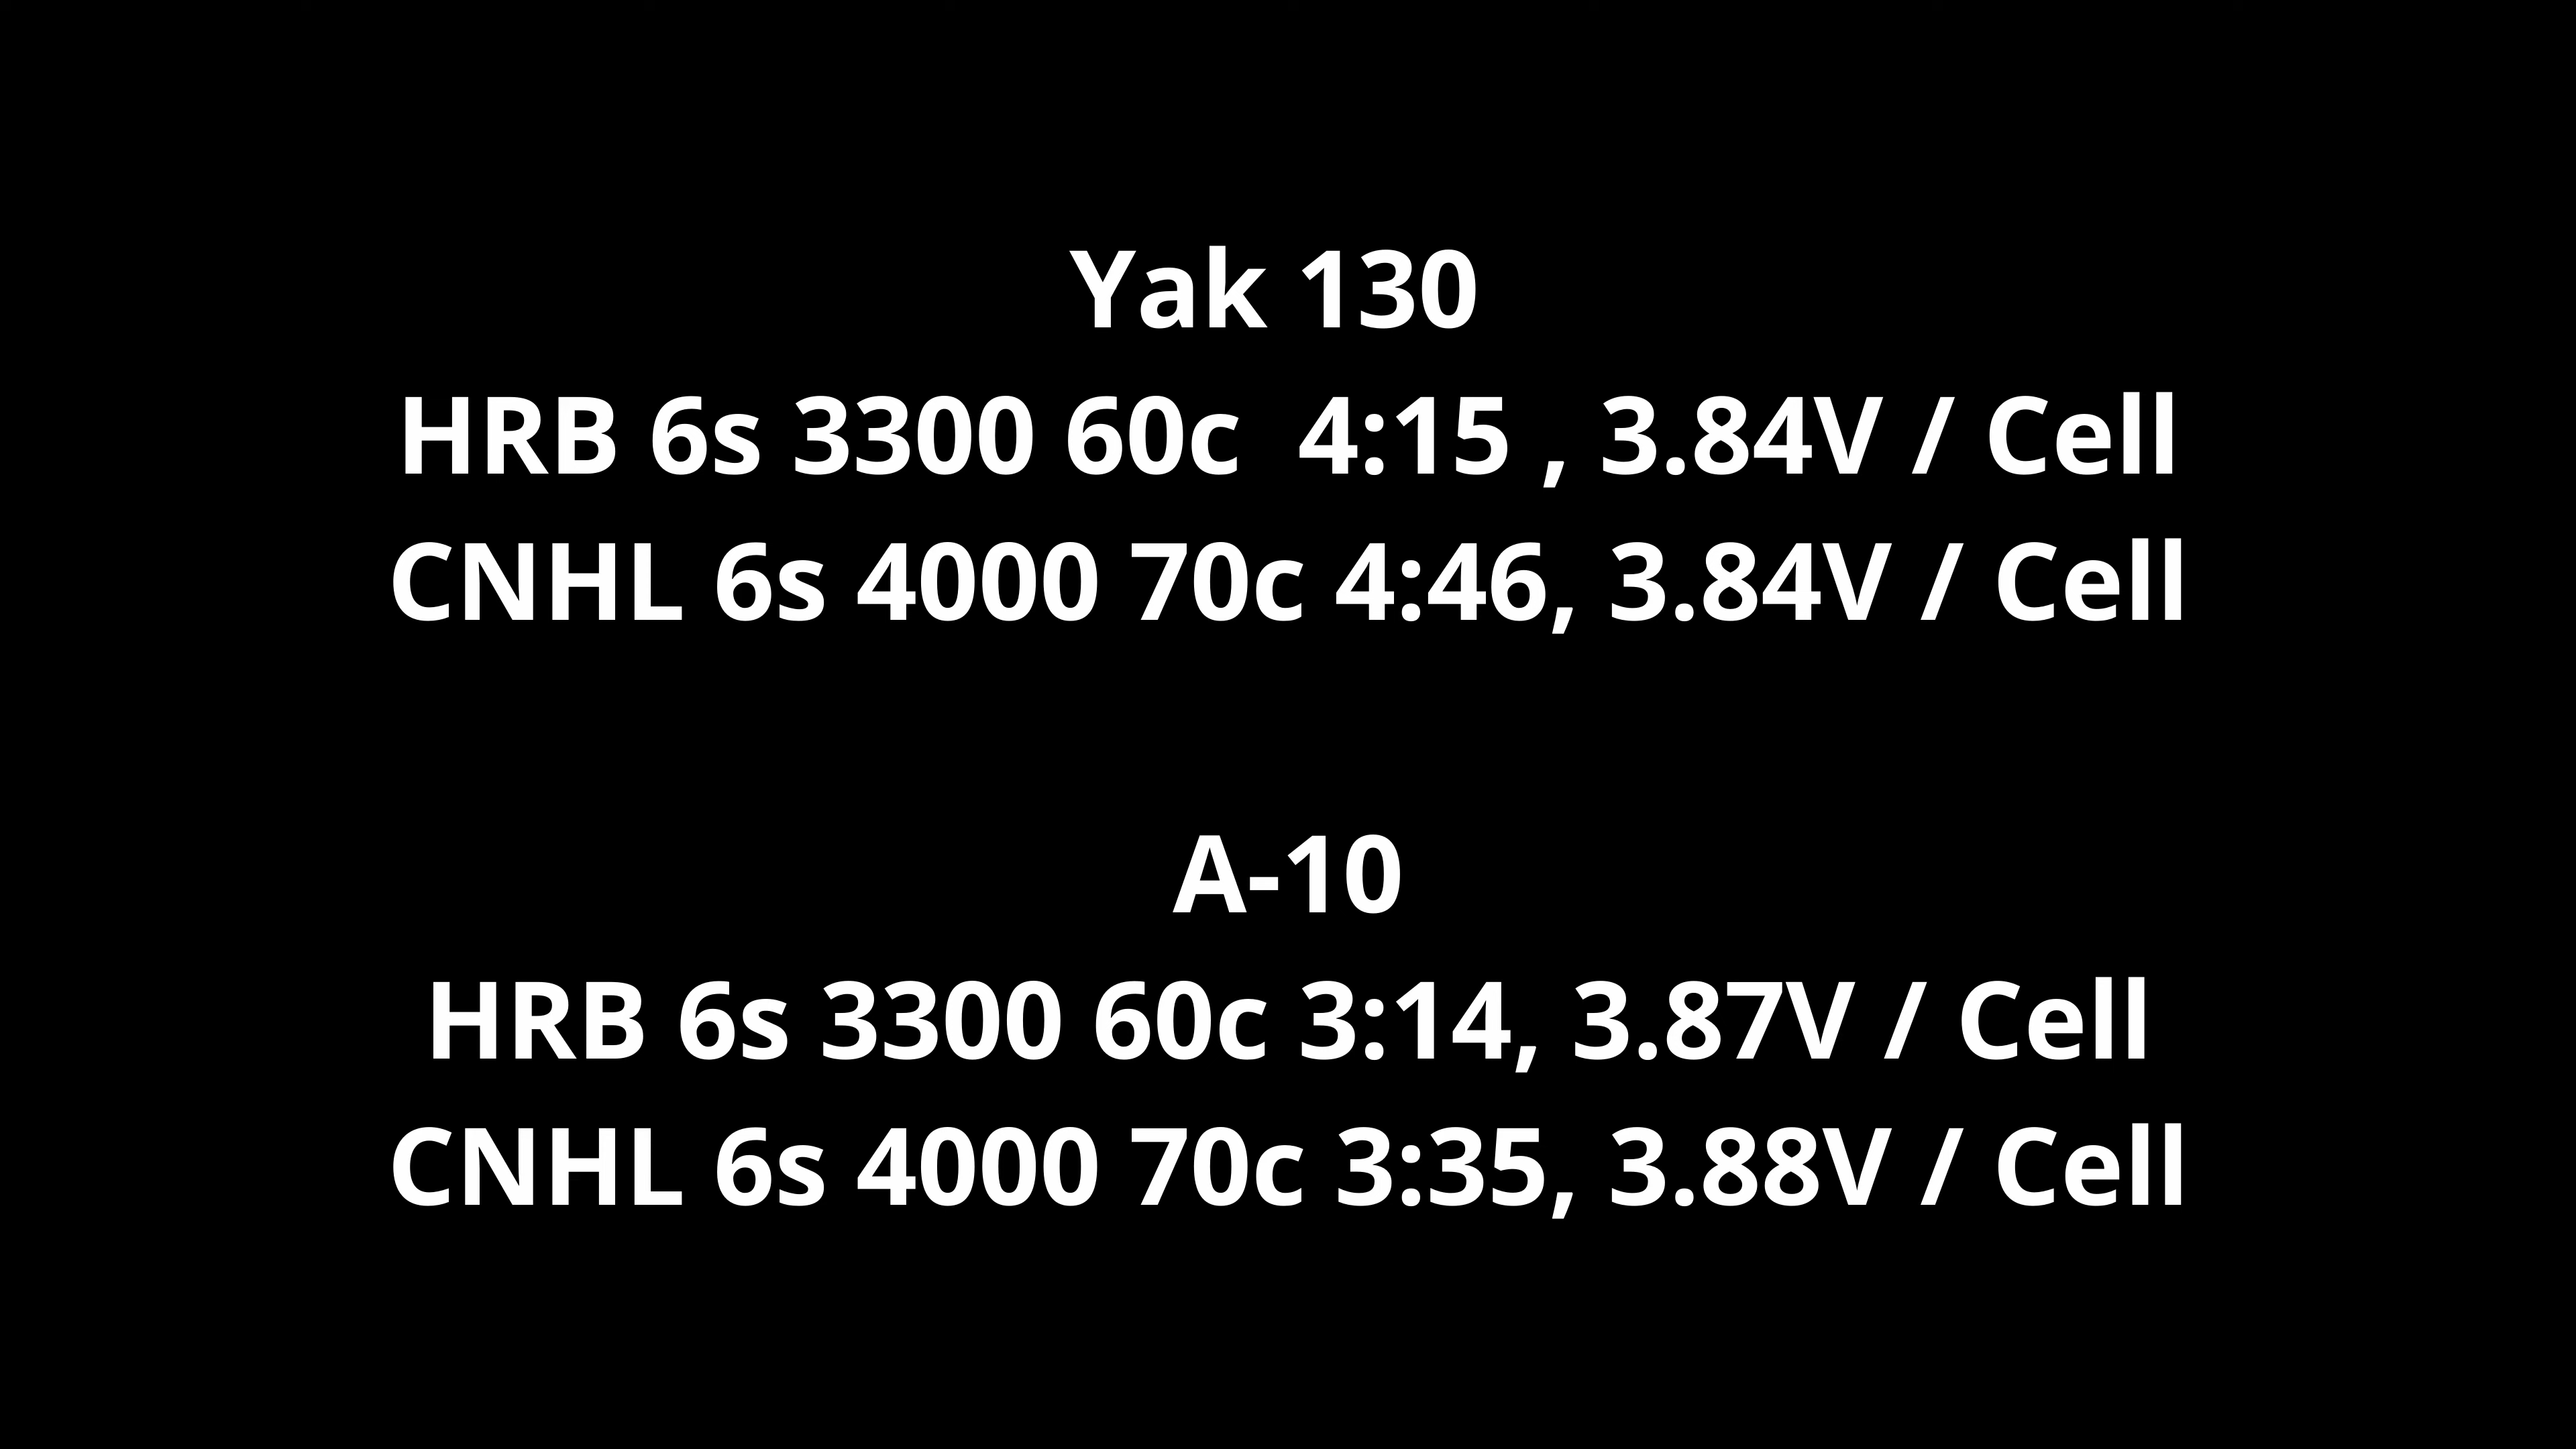 Yak 130
HRB 6s 3300 60c  4:15 , 3.84V / Cell
CNHL 6s 4000 70c 4:46, 3.84V / Cell
A-10
HRB 6s 3300 60c 3:14, 3.87V / Cell
CNHL 6s 4000 70c 3:35, 3.88V / Cell